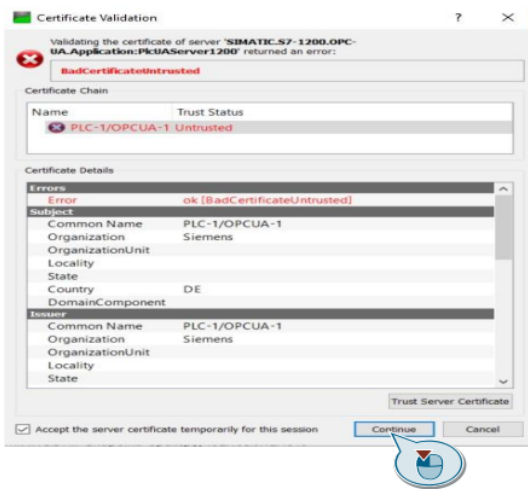 Certificate Validation
? ×
Validating the certificate of server 'SIMATIC.S7-1200.OPC-
UA.Application:PlcUAServer1200' returned an error:
BadCertificateUntrusted
Certificate Chain
Name Trust Status
PLC-1/OPCUA-1 Untrusted
Certificate Details
Errors
Error ok [BadCertificateUntrusted]
Subject
Common Name PLC-1/OPCUA-1
Organization Siemens
OrganizationUnit
Locality
State
Country DE
DomainComponent
Issuer
Common Name PLC-1/OPCUA-1
Organization Siemens
OrganizationUnit
Locality
State
Trust Server Certificate
Accept the server certificate temporarily for this session Continue Cancel